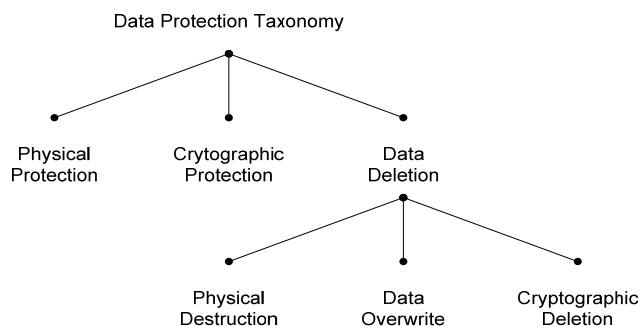 Data Protection Taxonomy
Physical
Protection
Crytographic
Protection
Data
Deletion
Physical
Destruction
Data
Overwrite
Cryptographic
Deletion